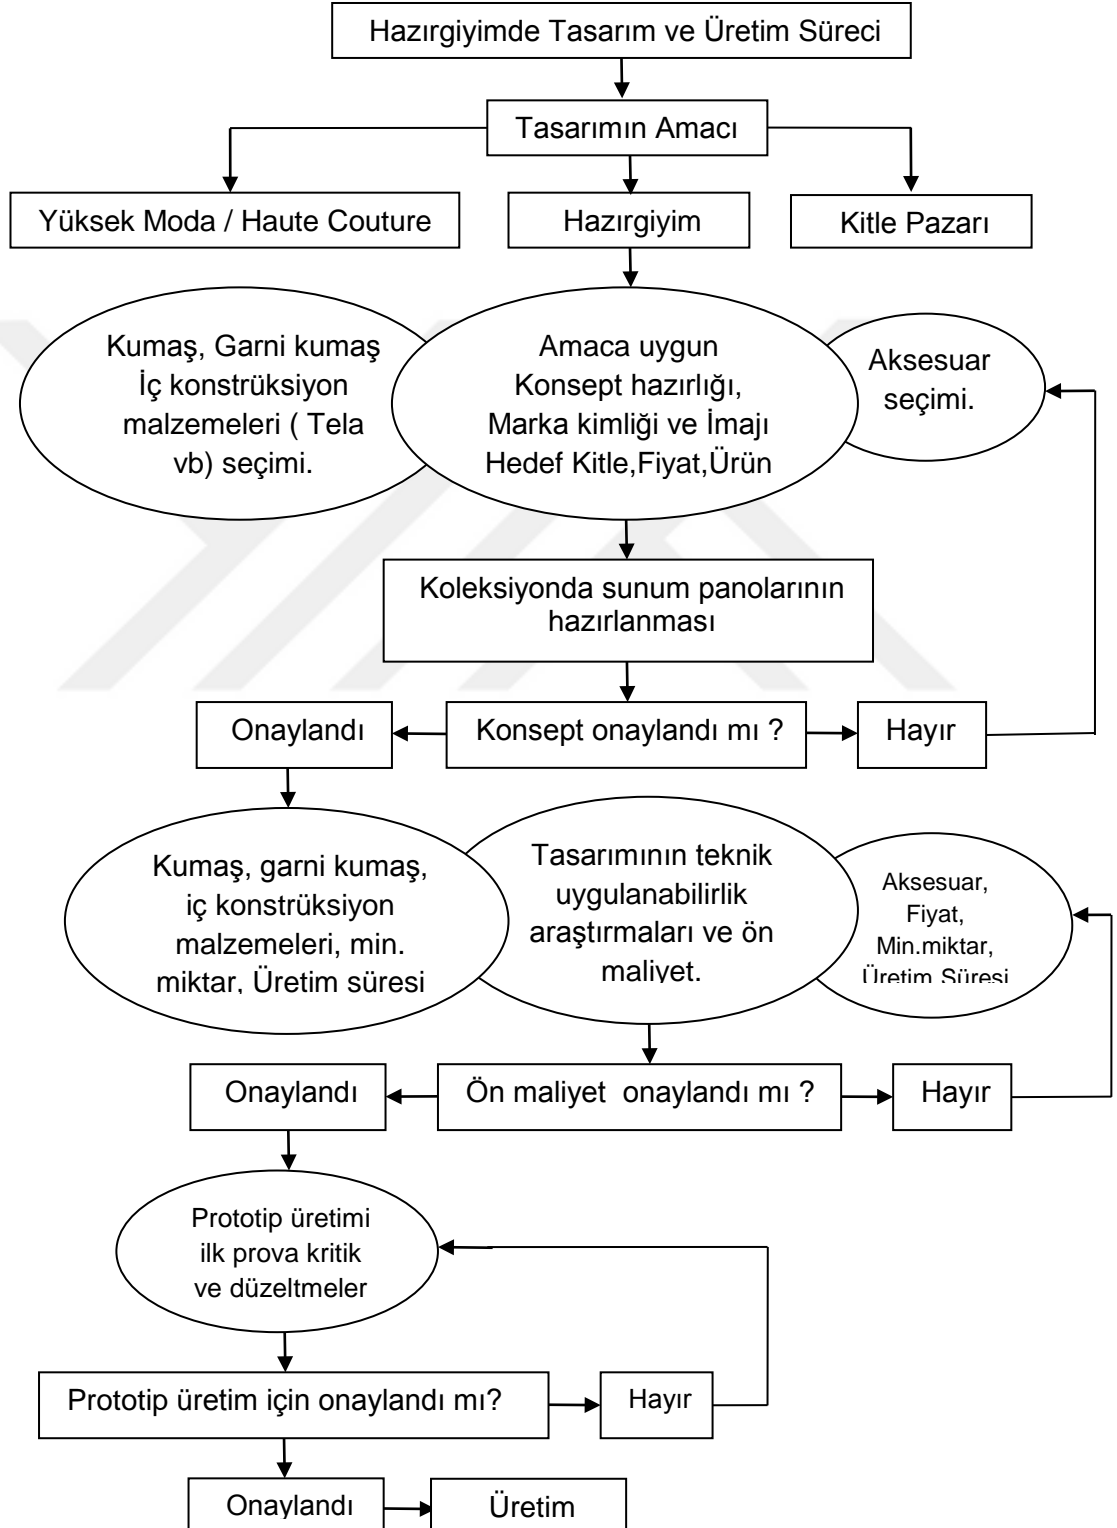 Hazırgiyimde Tasarım ve Üretim Süreci
Tasarımın Amacı
Yüksek Moda / Haute Couture
Hazırgiyim
Kitle Pazarı
Kumaş, Garni kumaş
İç konstrüksiyon
malzemeleri ( Tela
vb) seçimi.
Amaca uygun
Konsept hazırlığı,
Marka kimliği ve İmajı
Hedef Kitle,Fiyat,Ürün
Aksesuar
seçimi.
Koleksiyonda sunum panolarının
hazırlanması
Onaylandı
Konsept onaylandı mı ?
Hayır
Kumaş, garni kumaş,
iç konstrüksiyon
malzemeleri, min.
miktar, Üretim süresi
Tasarımının teknik
uygulanabilirlik
araştırmaları ve ön
maliyet.
Aksesuar,
Fiyat,
Min.miktar,
Üretim Süresi
Onaylandı
Ön maliyet  onaylandı mı ?
Hayır
Prototip üretimi
ilk prova kritik
ve düzeltmeler
Prototip üretim için onaylandı mı?
Hayır
Onaylandı
Üretim